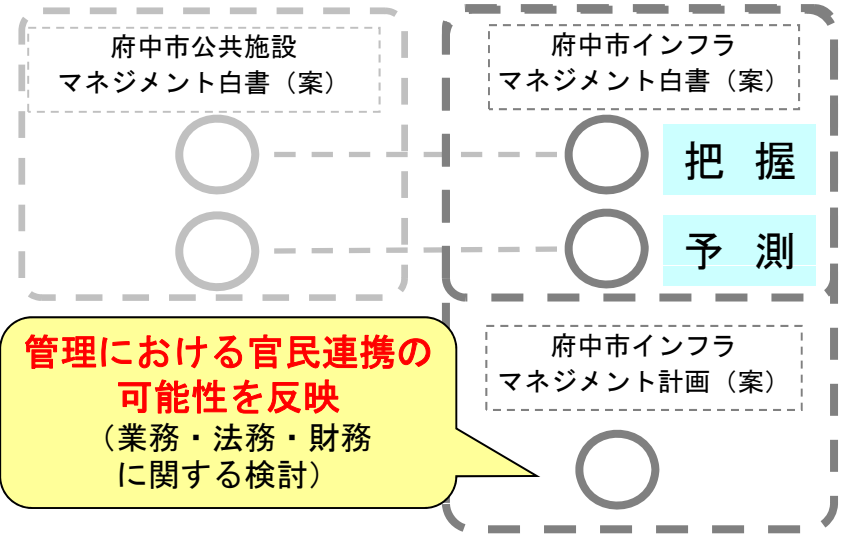 府中市公共施設
マネジメント白書（案）
府中市インフラ
マネジメント白書（案）
把　握
予　測
府中市インフラ
マネジメント計画（案）
管理における官民連携の
可能性を反映
（業務・法務・財務
に関する検討）